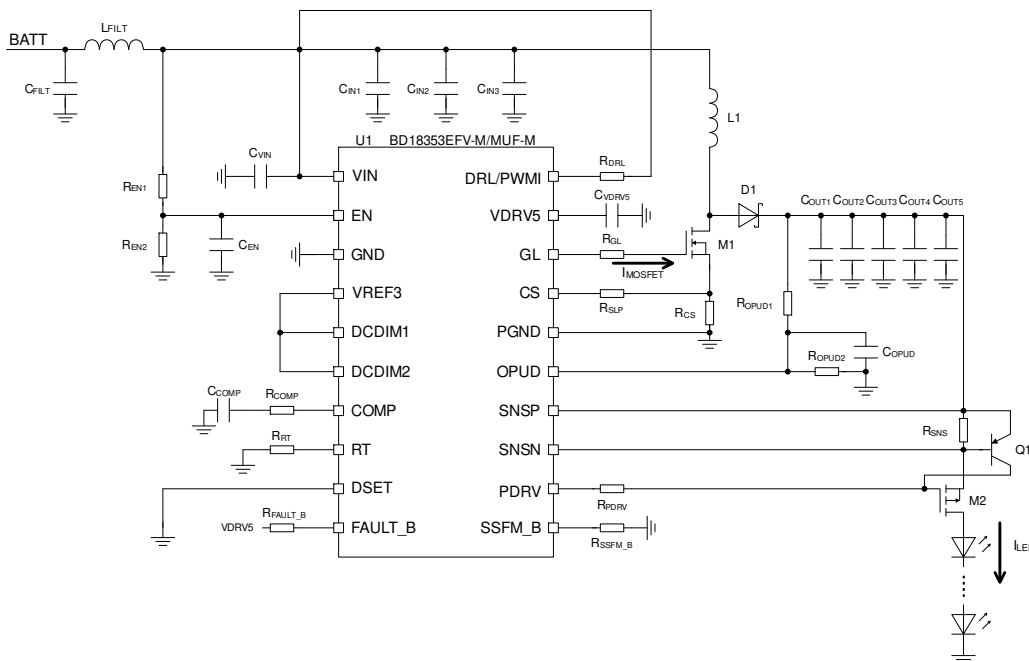 BATT
LFILT
CFILT
CIN1
CIN2
CIN3
L1
U1 BD18353EFV-M/MUF-M
CVIN
VIN
DRL/PWMI
RDRL
REN1
EN
VDRV5
CVDRV5
D1
COUT1 COUT2 COUT3 COUT4 COUT5
REN2
CEN
GND
GL
RGL
M1
IMOSFET
VREF3
CS
RSLP
RCS
ROPUD1
DCDIM1
PGND
DCDIM2
OPUD
ROPUD2
COPUD
CCOMP
RCOMP
COMP
SNSP
RSNS
RRT
RT
SNSN
Q1
DSET
PDRV
RPDRV
M2
VDRV5
RFAULT_B
FAULT_B
SSFM_B
RSSFM_B
ILED